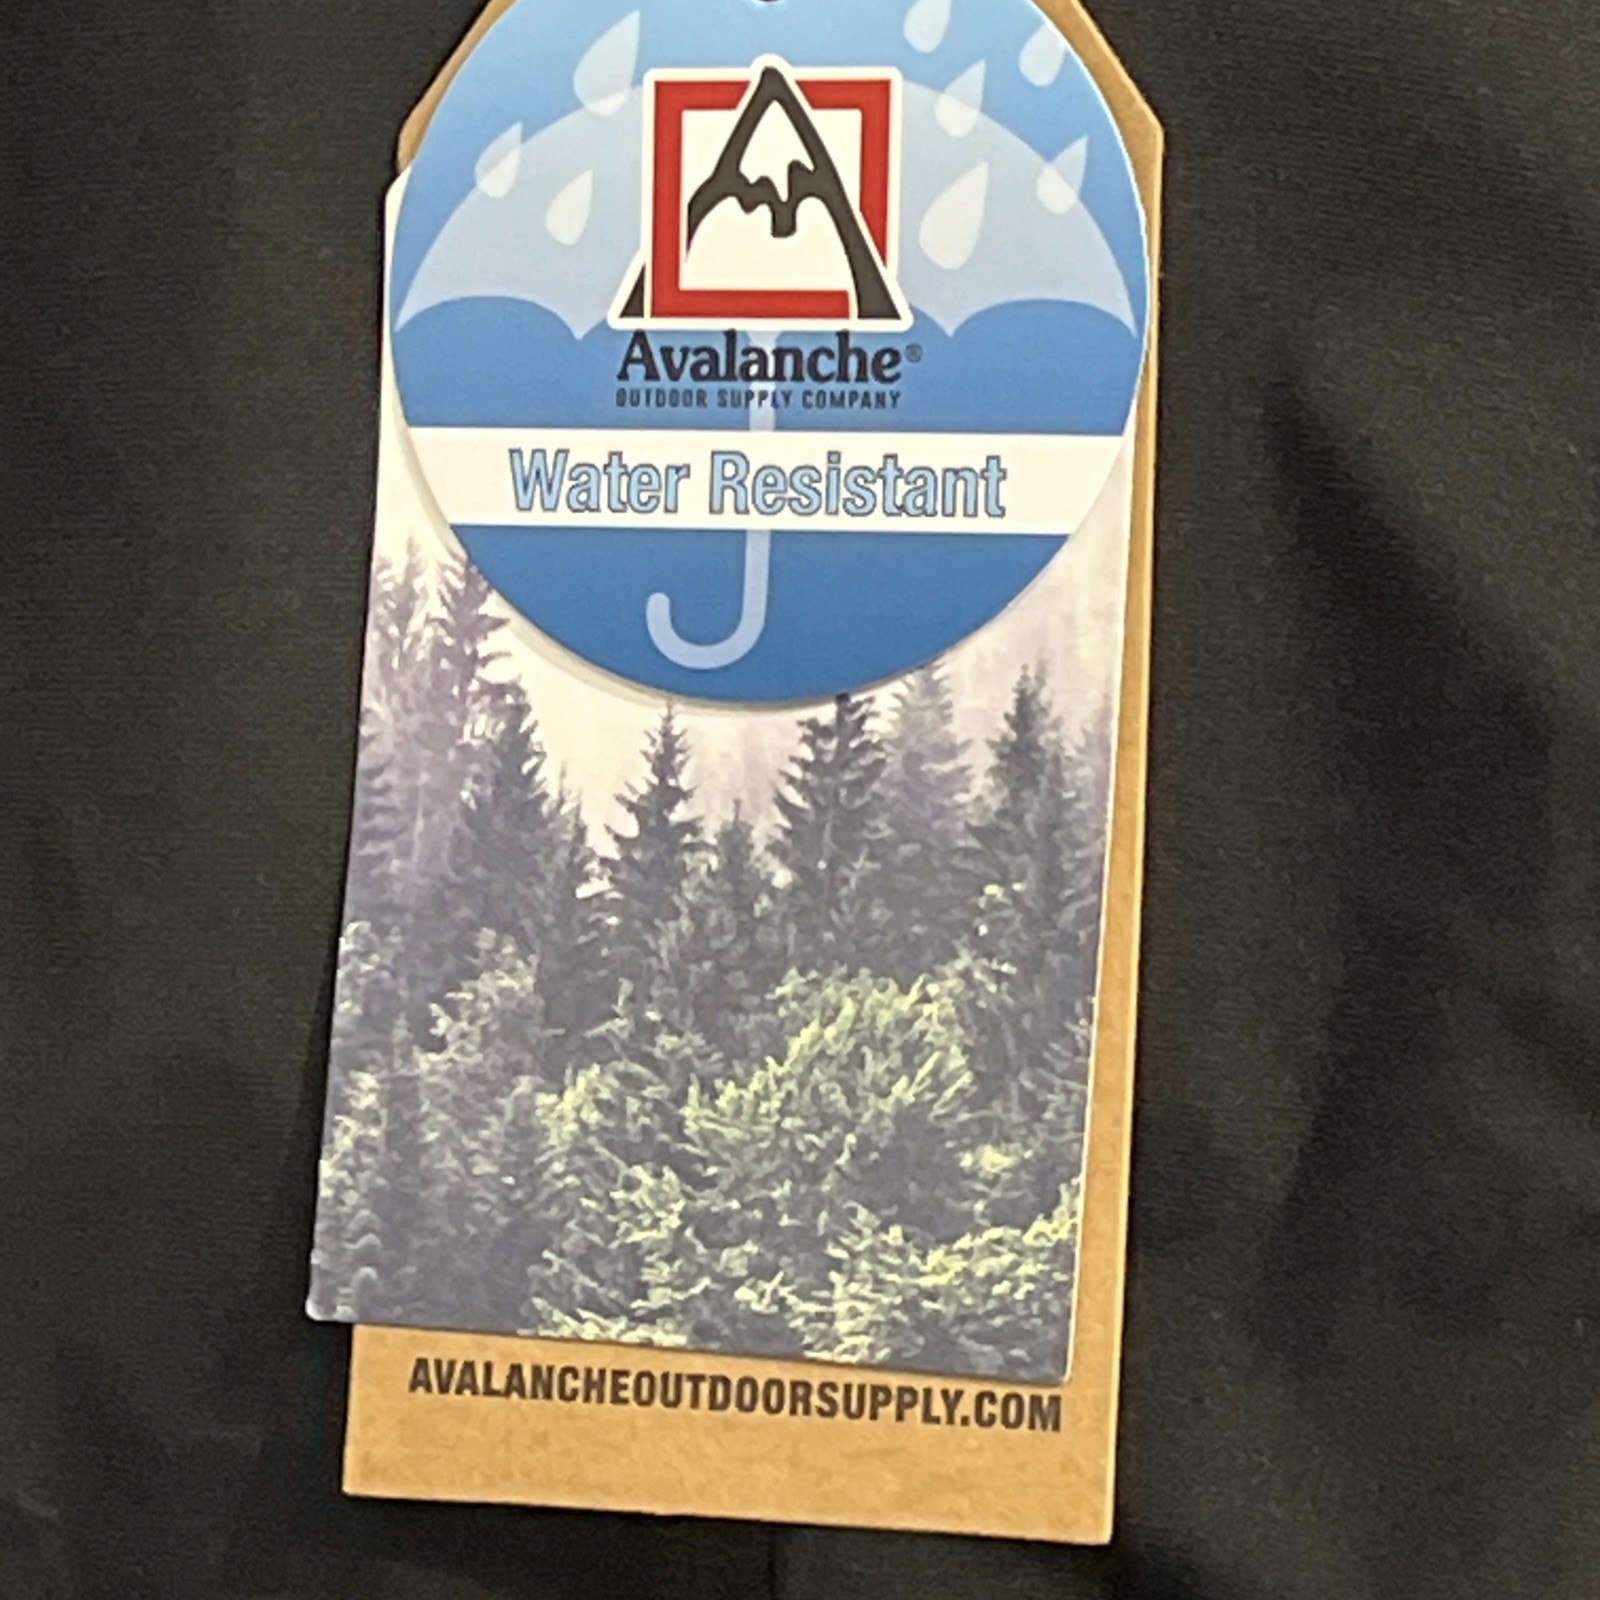 Avalanche®
OUTDOOR SUPPLY COMPANY
Water Resistant
AVALANCHEOUTDOORSUPPLY.COM